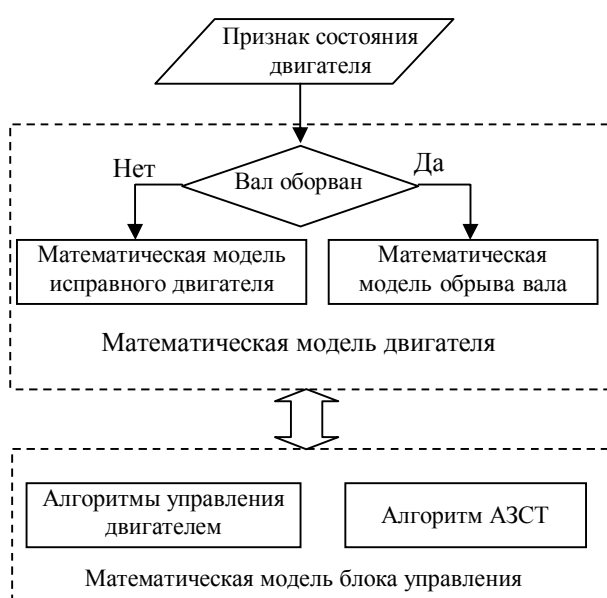 Признак состояния
двигателя
Нет
Да
Вал оборван
Математическая модель
исправного двигателя
Математическая
модель обрыва вала
Математическая модель двигателя
Алгоритмы управления
двигателем
Алгоритм АЗСТ
Математическая модель блока управления